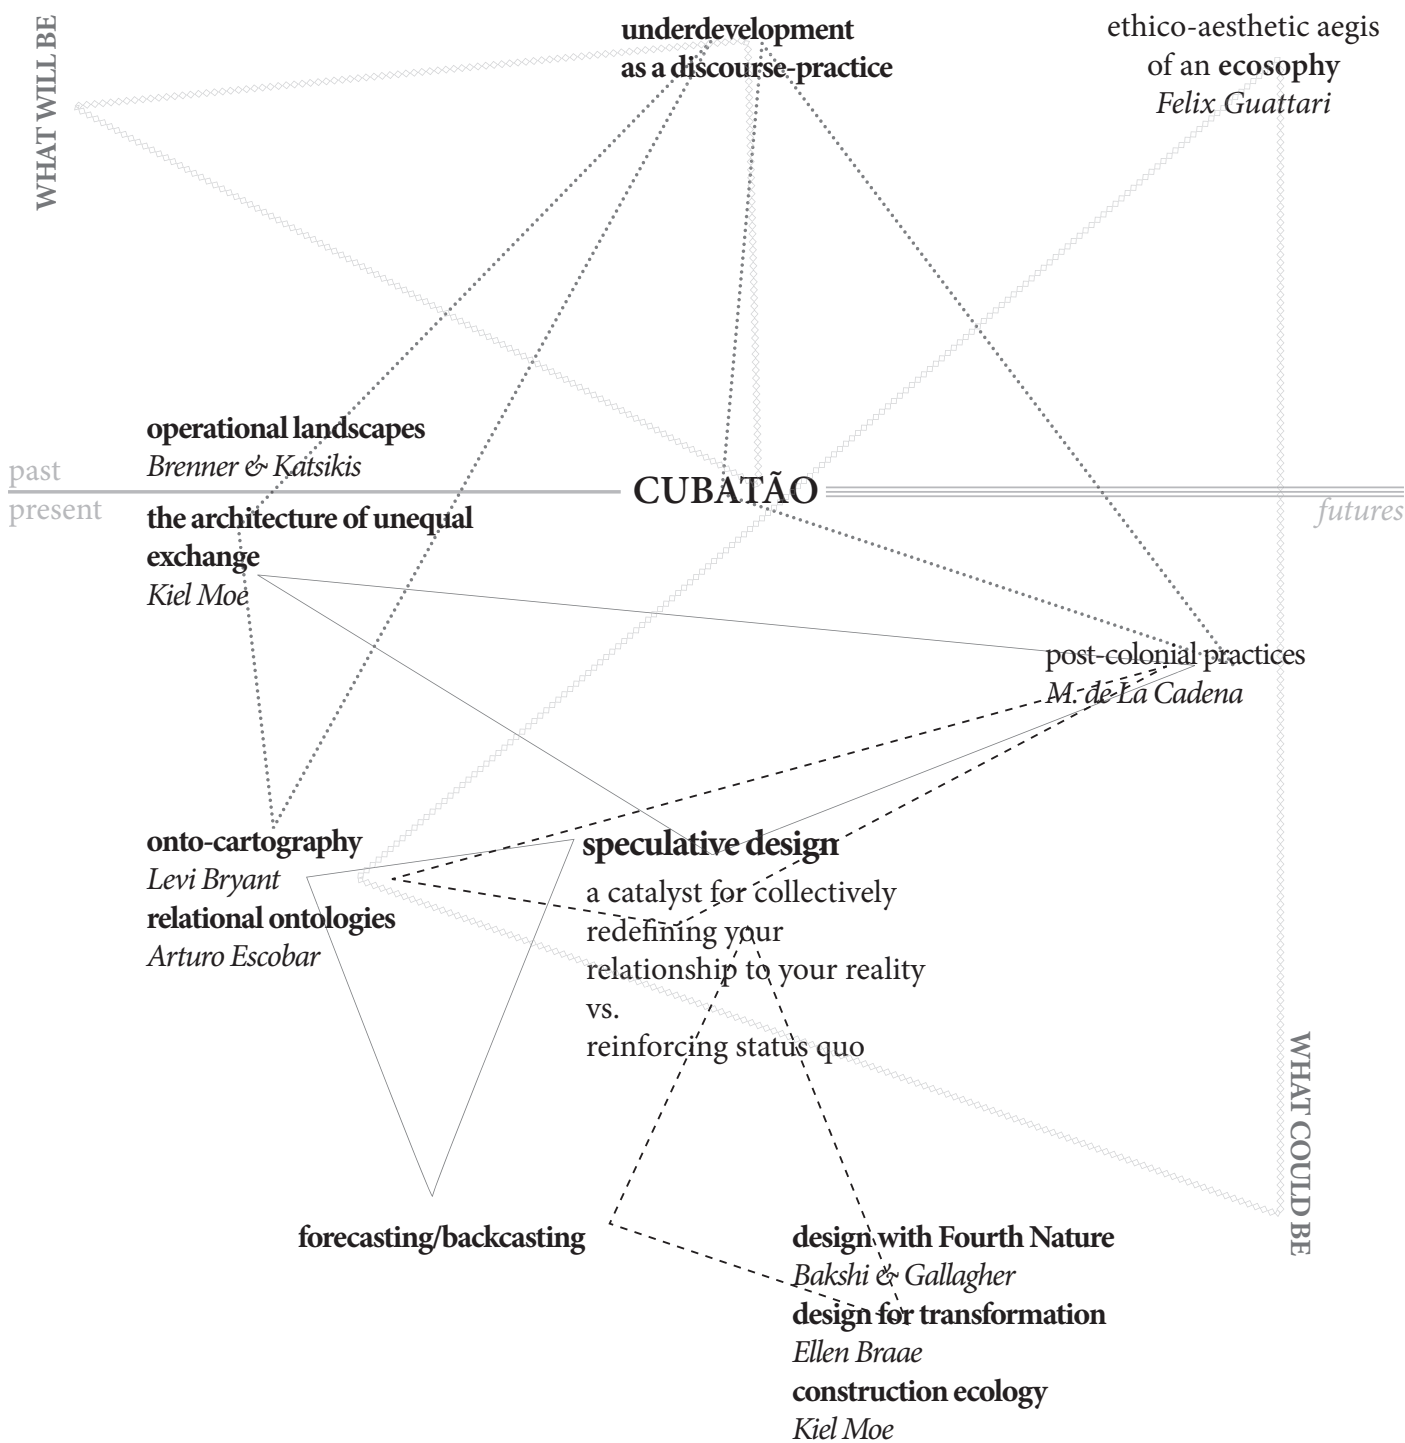 WHAT WILL BE
underdevelopment
as a discourse-practice
ethico-aesthetic aegis
of an ecosophy
Felix Guattari
operational landscapes
Brenner & Katsikis
past
present
CUBATÃO
futures
the architecture of unequal
exchange
Kiel Moe
post-colonial practices
M. de La Cadena
onto-cartography
Levi Bryant
relational ontologies
Arturo Escobar
speculative design
a catalyst for collectively
redefining your
relationship to your reality
vs.
reinforcing status quo
WHAT COULD BE
forecasting/backcasting
design with Fourth Nature
Bakshi & Gallagher
design for transformation
Ellen Braae
construction ecology
Kiel Moe